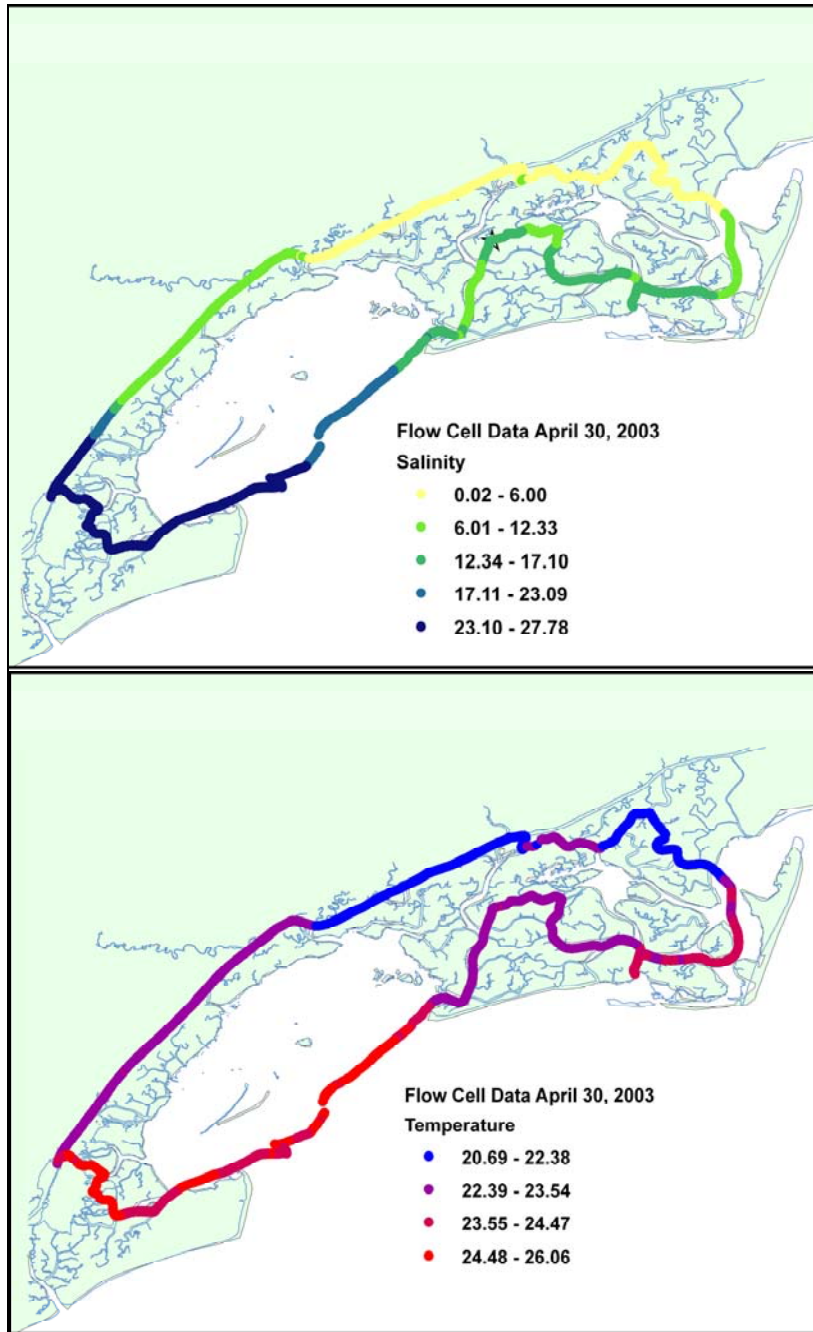 Flow Cell Data April 30, 2003
Salinity
0.02 - 6.00
6.01 - 12.33
12.34 - 17.10
17.11 - 23.09
23.10 - 27.78
Flow Cell Data April 30, 2003
Temperature
20.69 - 22.38
22.39 - 23.54
23.55 - 24.47
24.48 - 26.06